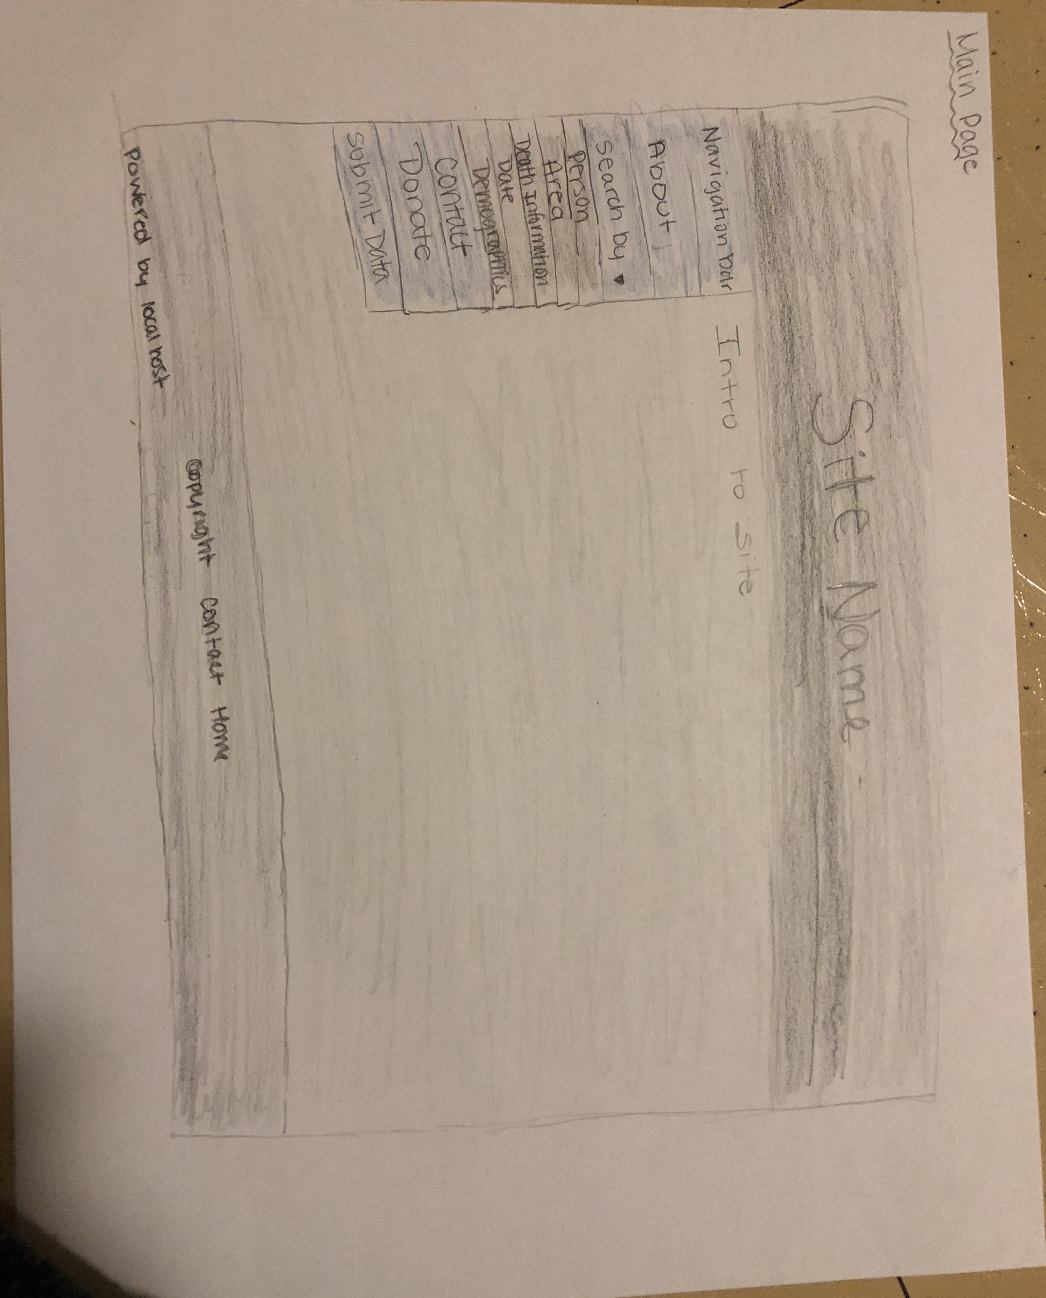 Main Page
Site Name
Navigation bar
Intro to site
About
Search by ▼
Person
Area
Death Information
Date
Demographics
Contact
Donate
Submit Data
Copyright Contact Home
Powered by local host